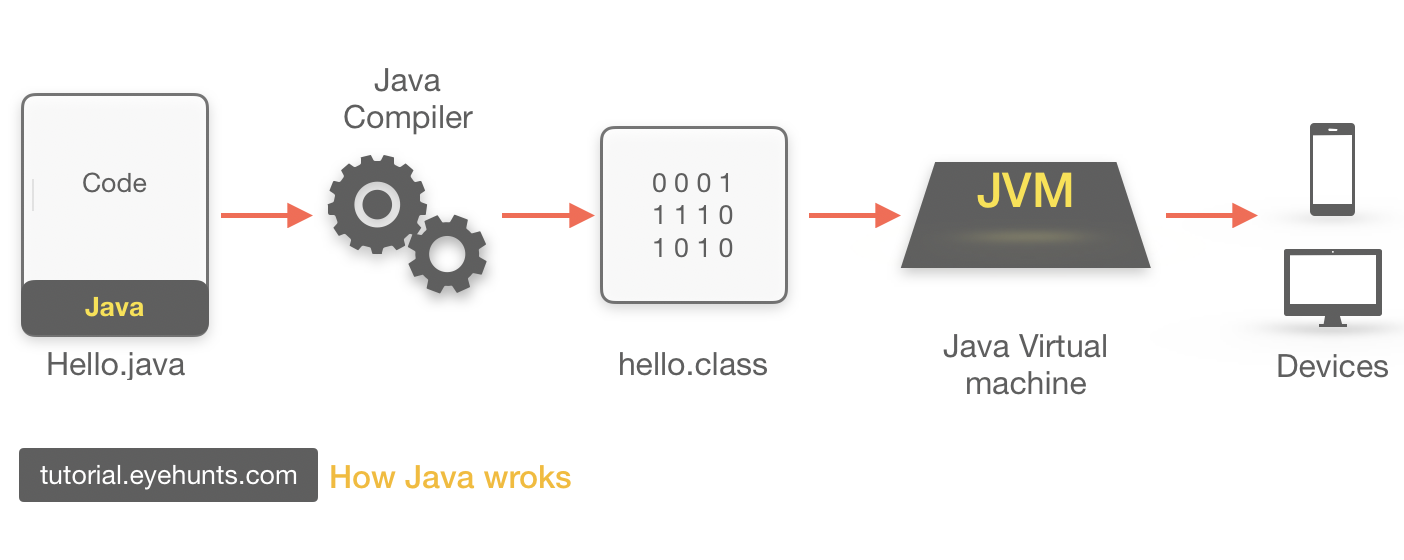 Java
Compiler
Code
Java
Hello.java
0 0 0 1
1 1 1 0
1 0 1 0
hello.class
JVM
Java Virtual
machine
Devices
tutorial.eyehunts.com
How Java wroks